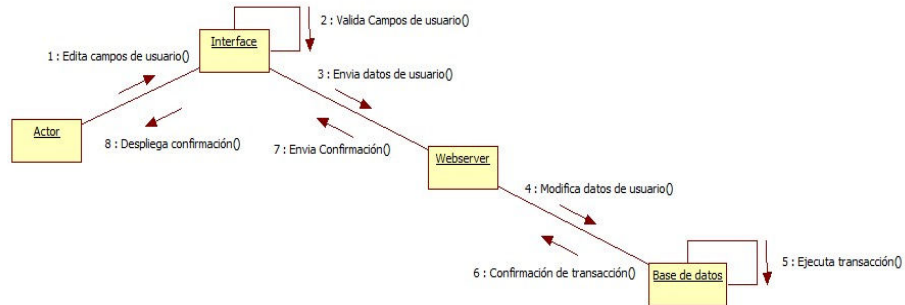 2 : Valida Campos de usuario()
Interface
1 : Edita campos de usuario()
3 : Envia datos de usuario()
Actor
8 : Despliega confirmación()
7 : Envia Confirmación()
Webserver
4 : Modifica datos de usuario()
6 : Confirmación de transacción()
Base de datos
5 : Ejecuta transacción()